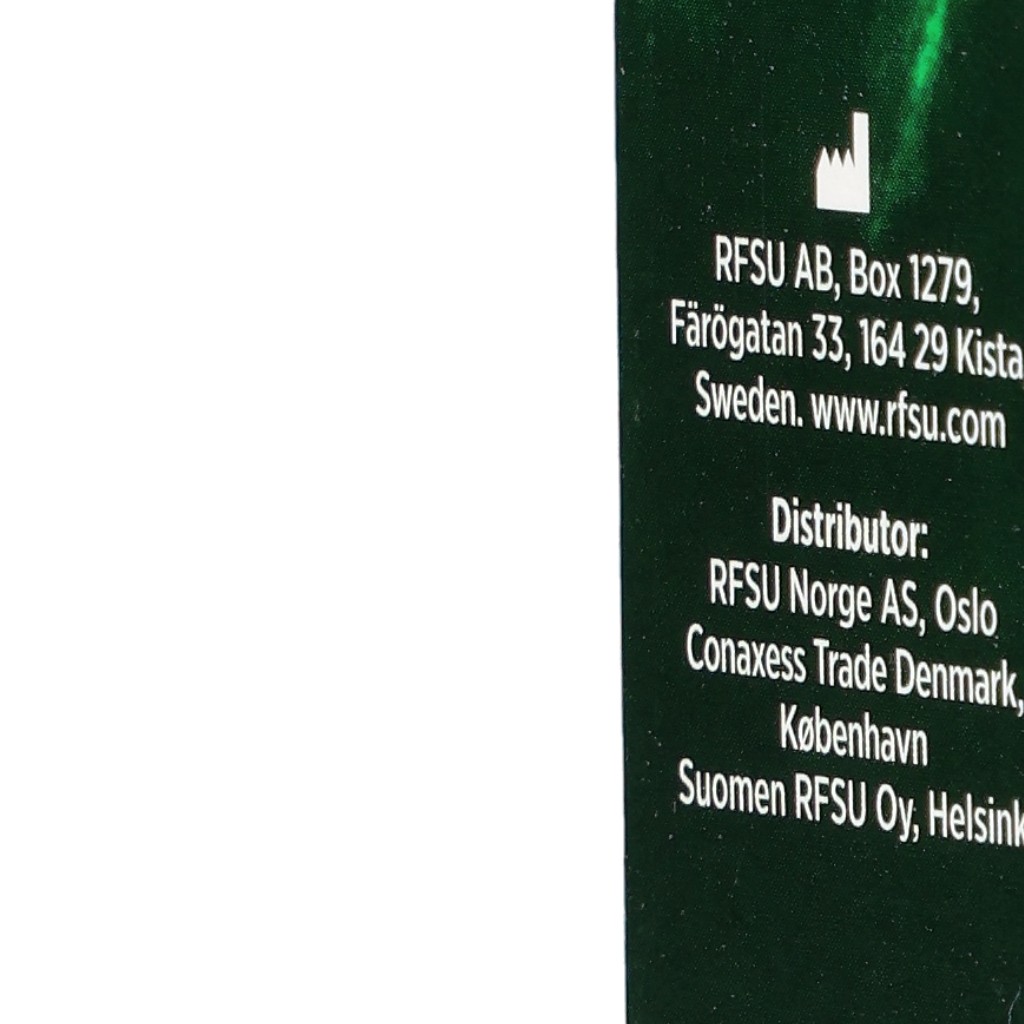 RFSU AB, Box 1279,
Färögatan 33, 164 29 Kista
Sweden. www.rfsu.com
Distributor:
RFSU Norge AS, Oslo
Conaxess Trade Denmark,
København
Suomen RFSU Oy, Helsink